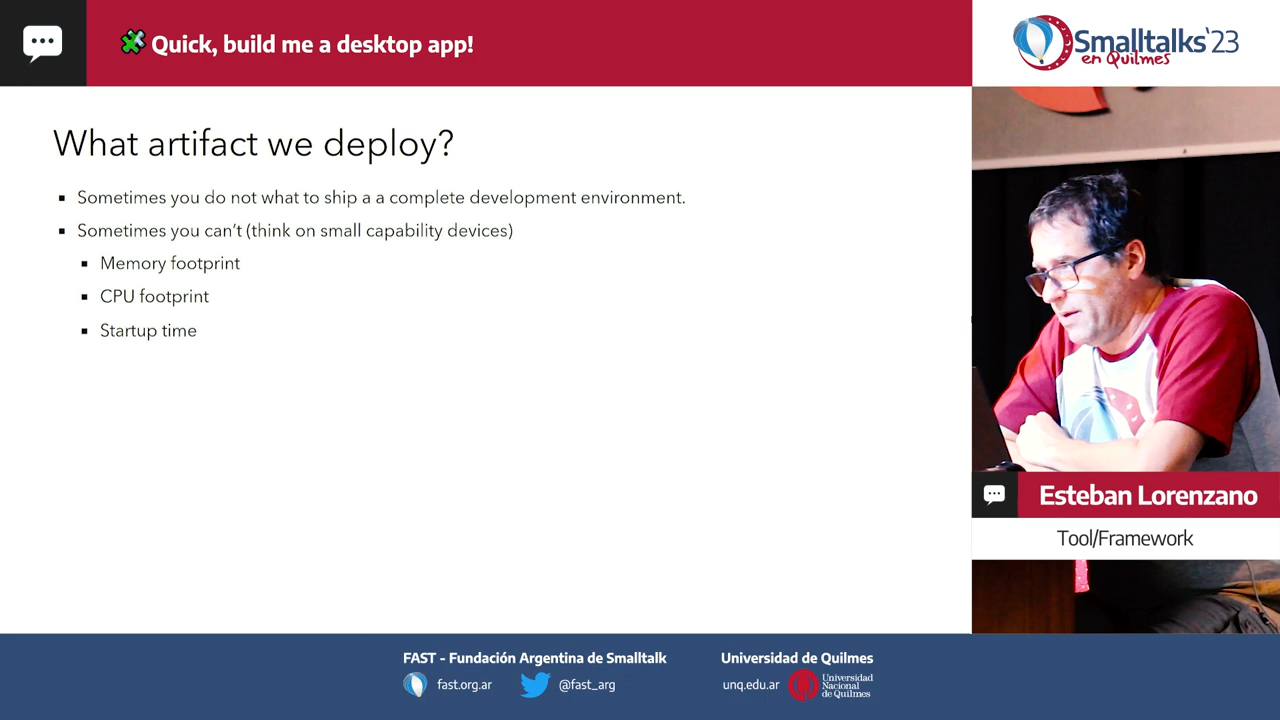 Quick, build me a desktop app!
Smalltalks'23
en Quilmes
What artifact we deploy?
Sometimes you do not what to ship a a complete development environment.
Sometimes you can't (think on small capability devices)
Memory footprint
CPU footprint
Startup time
Esteban Lorenzano
Tool/Framework
FAST - Fundación Argentina de Smalltalk
fast.org.ar
@fast_arg
Universidad de Quilmes
unq.edu.ar
Universidad
Nacional
de Quilmes